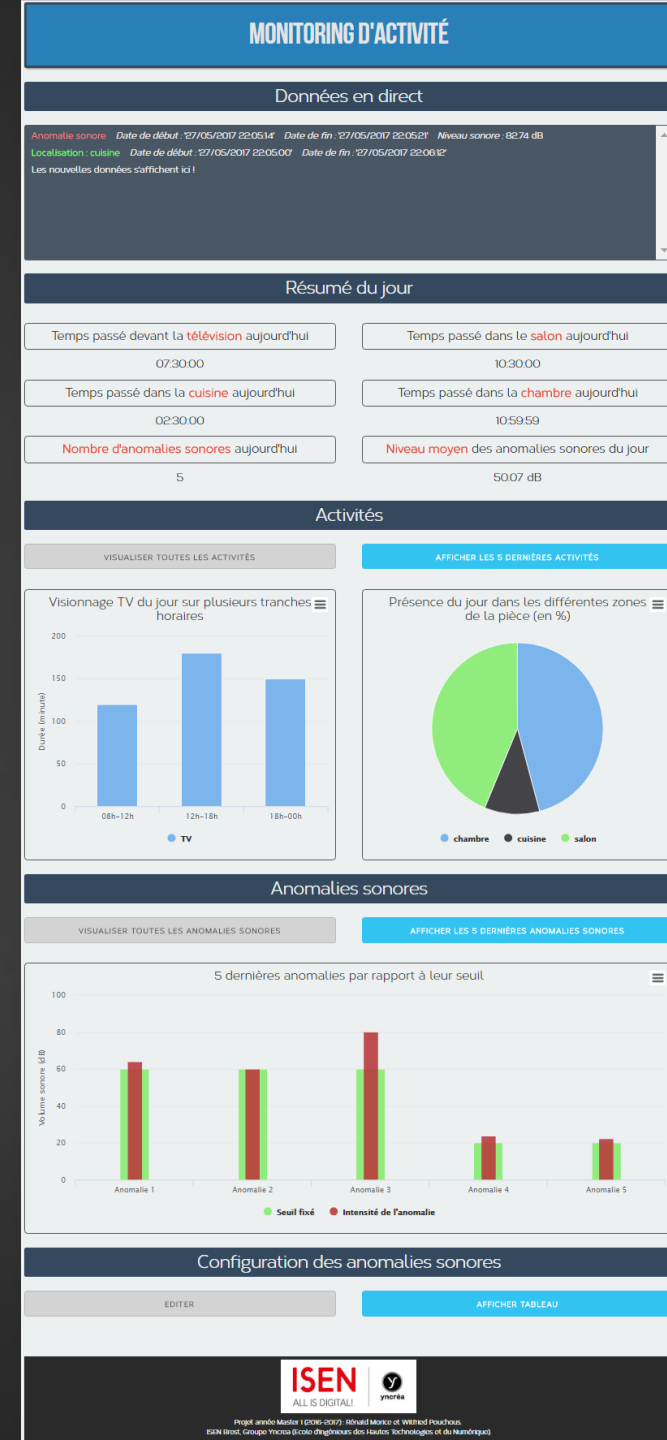 MONITORING D'ACTIVITÉ
Données en direct
Anomalie sonore Date de début : '27/05/2017 22:05:14' Date de fin : '27/05/2017 22:05:21' Niveau sonore : 82.74 dB
Localisation : cuisine Date de début : '27/05/2017 22:05:00' Date de fin : '27/05/2017 22:06:12'
Les nouvelles données s'affichent ici !
Résumé du jour
Temps passé devant la télévision aujourd'hui
07:30:00
Temps passé dans le salon aujourd'hui
10:30:00
Temps passé dans la cuisine aujourd'hui
02:30:00
Temps passé dans la chambre aujourd'hui
10:59:59
Nombre d'anomalies sonores aujourd'hui
5
Niveau moyen des anomalies sonores du jour
50.07 dB
Activités
VISUALISER TOUTES LES ACTIVITÉS
AFFICHER LES 5 DERNIÈRES ACTIVITÉS
Visionnage TV du jour sur plusieurs tranches
horaires
200
150
100
50
0
Durée (minute)
08h-12h 12h-18h 18h-00h
TV
Présence du jour dans les différentes zones
de la pièce (en %)
chambre cuisine salon
Anomalies sonores
VISUALISER TOUTES LES ANOMALIES SONORES
AFFICHER LES 5 DERNIÈRES ANOMALIES SONORES
5 dernières anomalies par rapport à leur seuil
100
80
60
40
20
0
Volume sonore (dB)
Anomalie 1 Anomalie 2 Anomalie 3 Anomalie 4 Anomalie 5
Seuil fixé Intensité de l'anomalie
Configuration des anomalies sonores
EDITER
AFFICHER TABLEAU
ISEN
ALL IS DIGITAL!
yncréa
Projet année Master 1 (2016-2017) : Rénald Morice et Wilfried Pouchous.
ISEN Brest, Groupe Yncrea (Ecole d'Ingénieurs des Hautes Technologies et du Numérique).